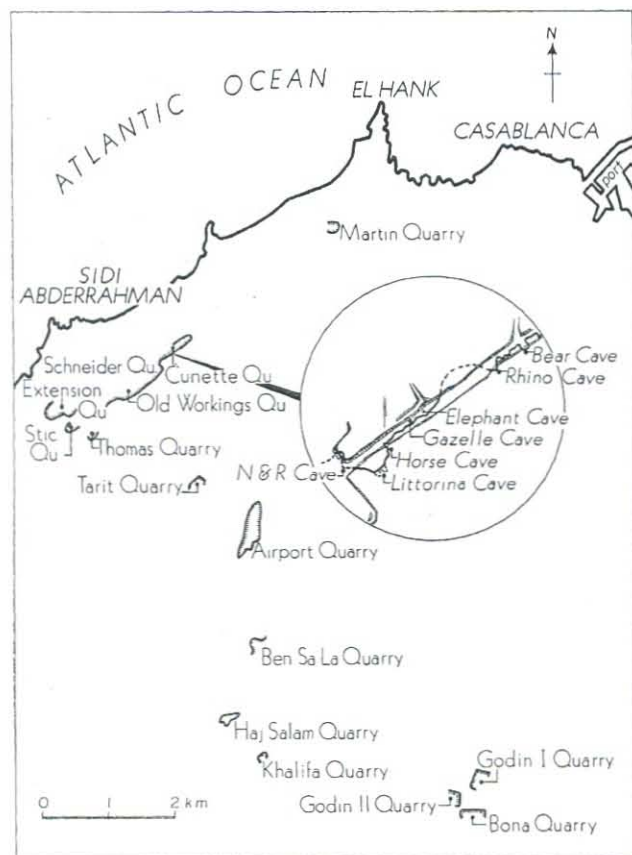 N
ATLANTIC OCEAN
EL HANK
CASABLANCA
port
Martin Quarry
SIDI
ABDERRAHMAN
Schneider Qu
Cunette Qu
Extension
Qu
Old Workings Qu
Stic
Qu
Thomas Quarry
Tarit Quarry
Bear Cave
Rhino Cave
Elephant Cave
Gazelle Cave
Horse Cave
N & R Cave
Littorina Cave
Airport Quarry
Ben Sa La Quarry
Haj Salam Quarry
Khalifa Quarry
Godin I Quarry
Godin II Quarry
Bona Quarry
0 1 2 km